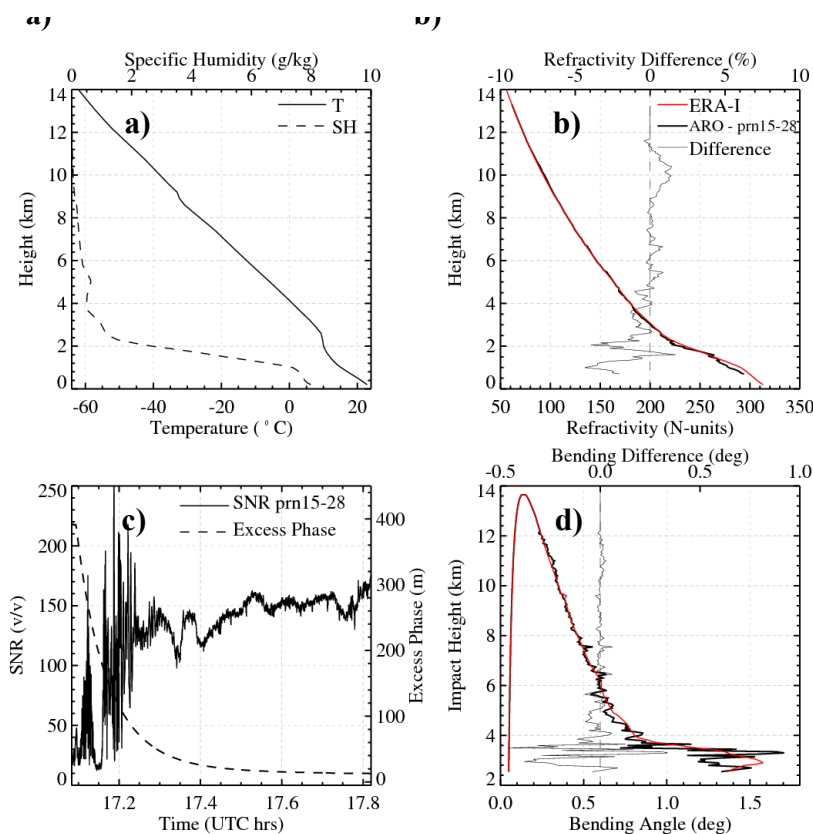 a) b)
Specific Humidity (g/kg)
0 2 4 6 8 10
14
12
10
8
6
4
2
0
Height (km)
a)
T
SH
-60 -40 -20 0 20
Temperature ( ° C)
Refractivity Difference (%)
-10 -5 0 5 10
14
12
10
8
6
4
2
0
Height (km)
b)
ERA-I
ARO - prn15-28
Difference
50 100 150 200 250 300 350
Refractivity (N-units)
250
200
150
100
50
0
SNR (v/v)
c)
SNR prn15-28
Excess Phase
400
300
200
100
0
Excess Phase (m)
17.2 17.4 17.6 17.8
Time (UTC hrs)
Bending Difference (deg)
-0.5 0.0 0.5 1.0
14
12
10
8
6
4
2
Impact Height (km)
d)
0.0 0.5 1.0 1.5
Bending Angle (deg)